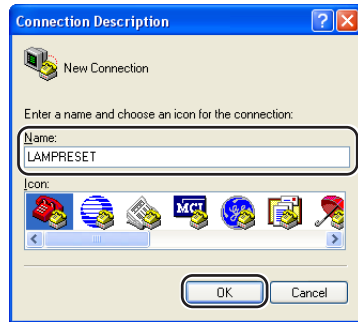 Connection Description
New Connection
Enter a name and choose an icon for the connection:
Name:
LAMPRESET
Icon:
MCI
OK Cancel